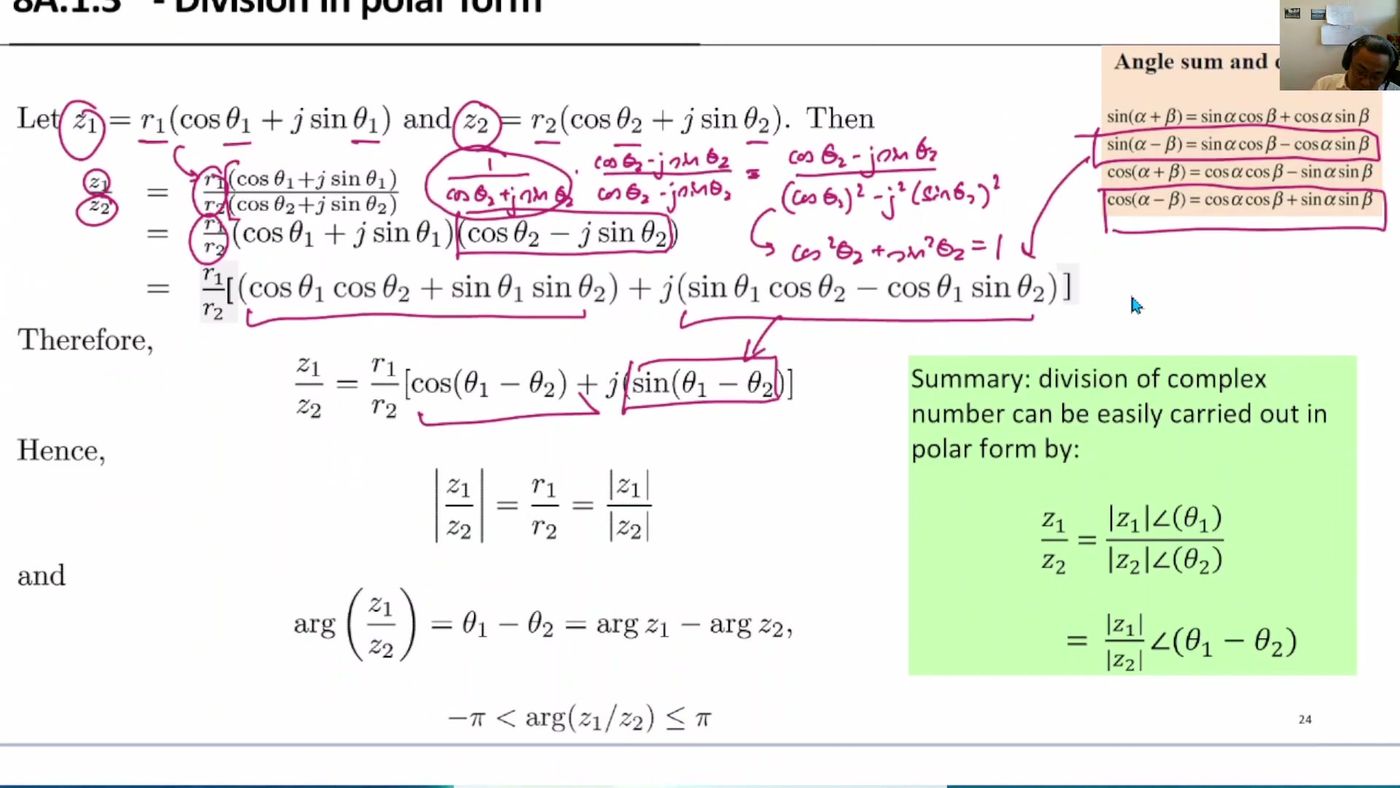 8A.1.3 - Division in polar form
Angle sum and
Let z₁ = r₁(cos θ₁ + j sin θ₁) and z₂ = r₂(cos θ₂ + j sin θ₂). Then
sin(α + β) = sin α cos β + cos α sin β
sin(α − β) = sin α cos β − cos α sin β
cos(α + β) = cos α cos β − sin α sin β
cos(α − β) = cos α cos β + sin α sin β
z₁/z₂ = r₁(cos θ₁+j sin θ₁)/r₂(cos θ₂+j sin θ₂)
1/(cos θ₂+j sin θ₂) · (cos θ₂-j sin θ₂)/(cos θ₂-j sin θ₂) = (cos θ₂-j sin θ₂)/((cos θ₂)²-j²(sin θ₂)²)
= r₁/r₂ (cos θ₁ + j sin θ₁)(cos θ₂ − j sin θ₂)
cos²θ₂ + sin²θ₂ = 1
= r₁/r₂ [(cos θ₁ cos θ₂ + sin θ₁ sin θ₂) + j(sin θ₁ cos θ₂ − cos θ₁ sin θ₂)]
Therefore,
z₁/z₂ = r₁/r₂ [cos(θ₁ − θ₂) + j(sin(θ₁ − θ₂)]
Hence,
|z₁/z₂| = r₁/r₂ = |z₁|/|z₂|
and
arg(z₁/z₂) = θ₁ − θ₂ = arg z₁ − arg z₂,
−π < arg(z₁/z₂) ≤ π
Summary: division of complex
number can be easily carried out in
polar form by:
z₁/z₂ = |z₁|∠(θ₁)/|z₂|∠(θ₂)
= |z₁|/|z₂| ∠(θ₁ − θ₂)
24